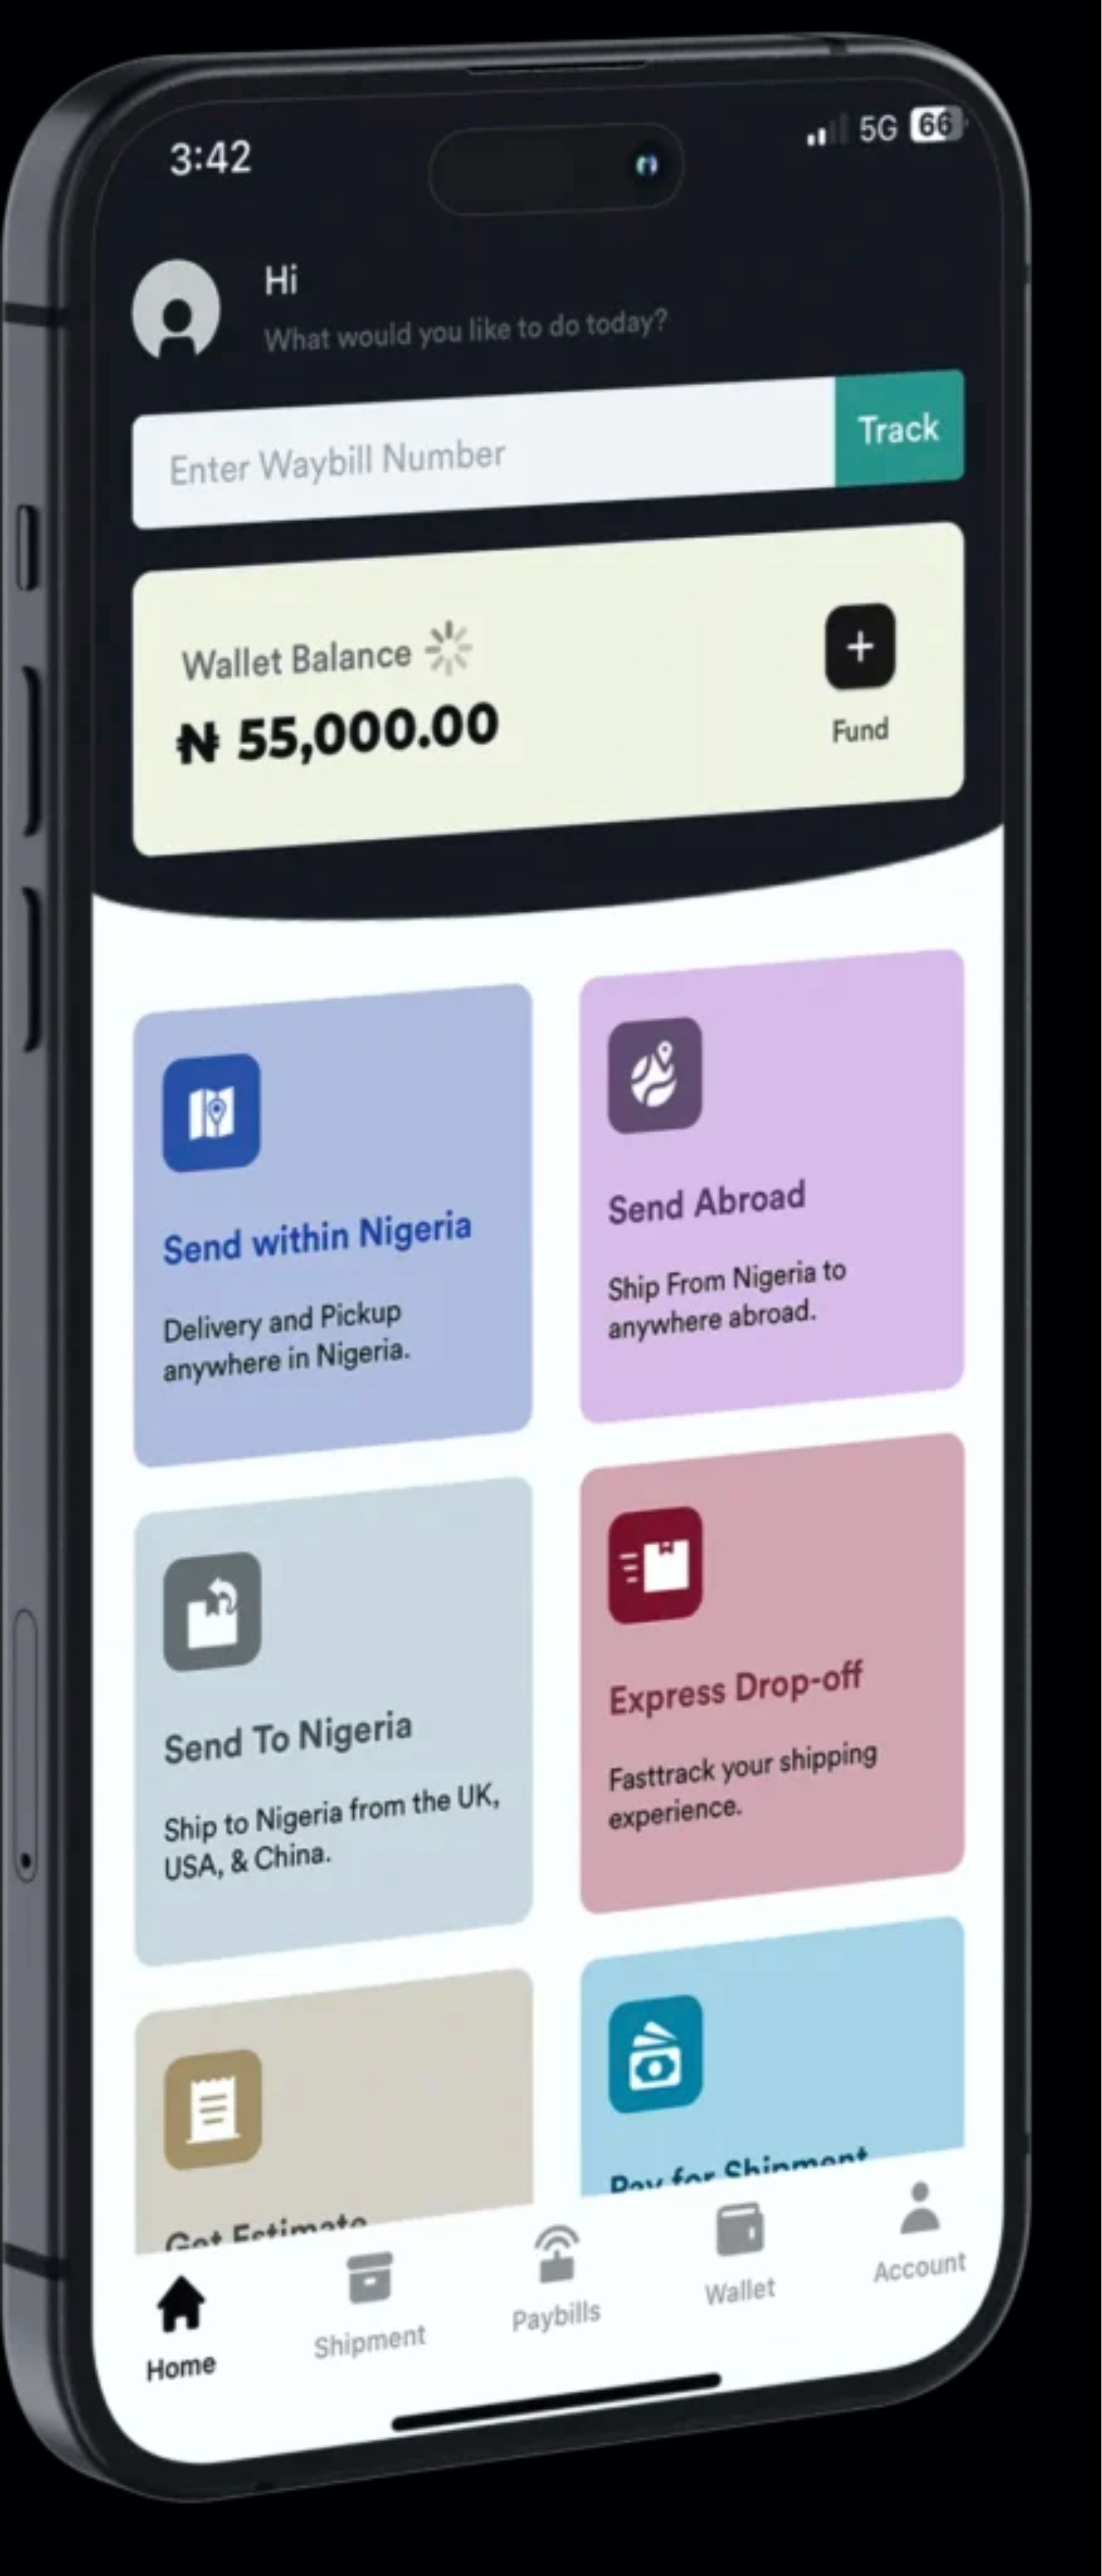 3:42
5G 66
Hi
What would you like to do today?
Enter Waybill Number
Track
Wallet Balance
₦ 55,000.00
Fund
Send within Nigeria
Delivery and Pickup
anywhere in Nigeria.
Send Abroad
Ship From Nigeria to
anywhere abroad.
Send To Nigeria
Ship to Nigeria from the UK,
USA, & China.
Express Drop-off
Fasttrack your shipping
experience.
Get Estimate
Pay for Shipment
Home
Shipment
Paybills
Wallet
Account